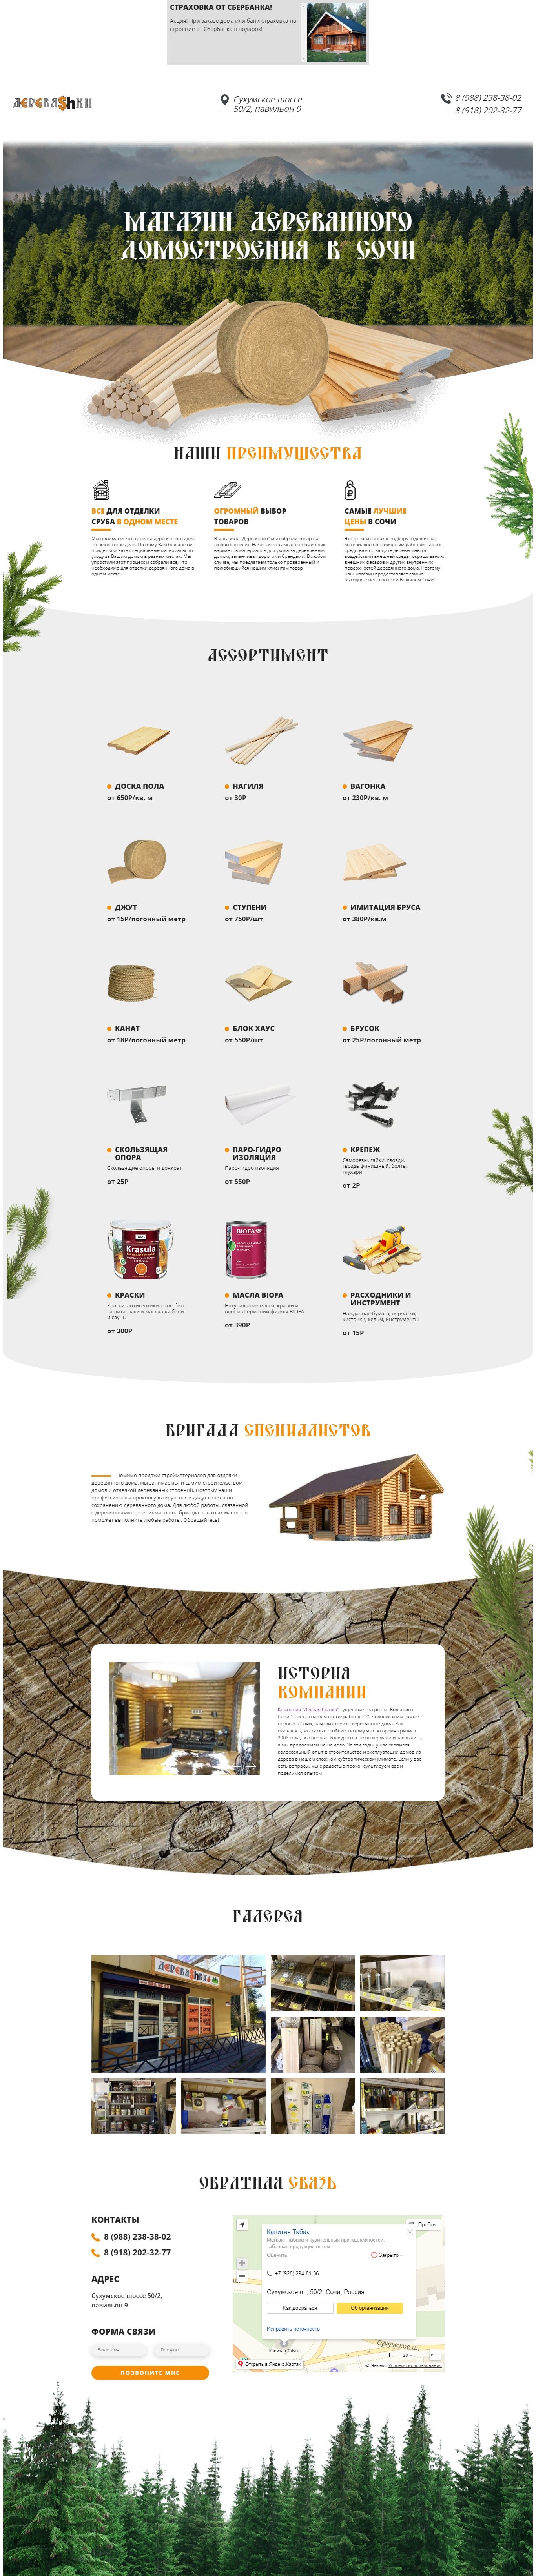 СТРАХОВКА ОТ СБЕРБАНКА!
Акция! При заказе дома или бани страховка на
строение от Сбербанка в подарок!
ДЕРЕВАШКИ
Сухумское шоссе
50/2, павильон 9
8 (988) 238-38-02
8 (918) 202-32-77
МАГАЗИН ДЕРЕВЯННОГО
ДОМОСТРОЕНИЯ В СОЧИ
НАШИ ПРЕИМУЩЕСТВА
ВСЕ ДЛЯ ОТДЕЛКИ
СРУБА В ОДНОМ МЕСТЕ
Мы понимаем, что отделка деревянного дома -
это хлопотное дело. Поэтому Вам больше не
придётся искать специальные материалы по
уходу за Вашим домом в разных местах. Мы
упростили этот процесс и собрали всё, что
необходимо для отделки деревянного дома в
одном месте
ОГРОМНЫЙ ВЫБОР
ТОВАРОВ
В магазине "Деревяшки" мы собрали товар на
любой кошелёк. Начиная от самых экономичных
вариантов материалов для ухода за деревянным
домом, заканчивая дорогими брендами. В любом
случае, мы предлагаем только проверенный и
полюбившийся нашим клиентам товар
САМЫЕ ЛУЧШИЕ
ЦЕНЫ В СОЧИ
Это относится как к подбору отделочных
материалов по столярным работам, так и к
средствам по защите деревесины от
воздействий внешней среды, окрашиванию
внешних фасадов и других внутренних
поверхностей деревянного дома. Поэтому
наш магазин предоставляет самые
выгодные цены во всем Большом Сочи!
АССОРТИМЕНТ
ДОСКА ПОЛА
от 650Р/кв. м
НАГИЛЯ
от 30Р
ВАГОНКА
от 230Р/кв. м
ДЖУТ
от 15Р/погонный метр
СТУПЕНИ
от 750Р/шт
ИМИТАЦИЯ БРУСА
от 380Р/кв.м
КАНАТ
от 18Р/погонный метр
БЛОК ХАУС
от 550Р/шт
БРУСОК
от 25Р/погонный метр
СКОЛЬЗЯЩАЯ
ОПОРА
Скользящие опоры и домкрат
от 25Р
ПАРО-ГИДРО
ИЗОЛЯЦИЯ
Паро-гидро изоляция
от 550Р
КРЕПЕЖ
Саморезы, гайки, гвозди,
гвоздь финишный, болты,
глухари
от 2Р
Krasula
BIOFA
КРАСКИ
Краски, антисептики, огне-био
защита, лаки и масла для бани
и сауны
от 300Р
МАСЛА BIOFA
Натуральные масла, краски и
воск из Германии фирмы BIOFA
от 390Р
РАСХОДНИКИ И
ИНСТРУМЕНТ
Наждачная бумага, перчатки,
кисточки, кельм, инструменты
от 15Р
БРИГАДА СПЕЦИАЛИСТОВ
Помимо продажи стройматериалов для отделки
деревянного дома, мы занимаемся и самим строительством
домов и отделкой деревянных строений. Поэтому наши
профессионалы проконсультирую вас и дадут советы по
сохранению деревянного дома. Для любой работы, связанной
с деревянными строениями, наша бригада опытных мастеров
поможет выполнить любые работы. Обращайтесь!
ИСТОРИЯ
КОМПАНИИ
Компания "Лесная Сказка" существует на рынке Большого
Сочи 14 лет, в нашем штате работает 25 человек и мы самые
первые в Сочи, начали строить деревянные дома. Как
оказалось, мы самые стойкие, потому что во время кризиса
2008 года, все первые конкуренты не выдержали и закрылись,
а мы продолжили наше дело. За эти годы, у нас скопился
колоссальный опыт в строительстве и эксплуатации домов из
дерева в нашем сложном субтропическом климате. Если у вас
есть вопросы, мы с радостью проконсультируем вас и
поделимся опытом
ГАЛЕРЕЯ
ДЕРЕВАШКИ
ОБРАТНАЯ СВЯЗЬ
КОНТАКТЫ
8 (988) 238-38-02
8 (918) 202-32-77
АДРЕС
Сухумское шоссе 50/2,
павильон 9
ФОРМА СВЯЗИ
Ваше Имя
Телефон
ПОЗВОНИТЕ МНЕ
Пробки
Капитан Табак
Магазин табака и курительных принадлежностей,
табачная продукция оптом
Оценить
Закрыто
+7 (928) 294-81-36
Сухумское ш., 50/2, Сочи, Россия
Как добраться
Об организации
Исправить неточность
Капитан Табак
Сухумское ш.
20 м
Открыть в Яндекс.Картах
© Яндекс Условия использования